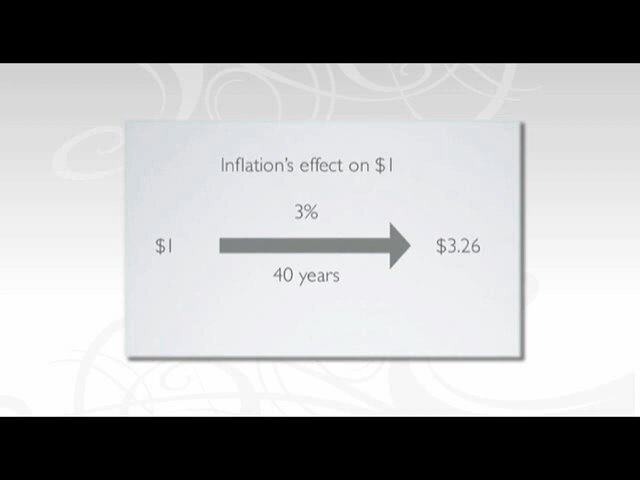 Inflation's effect on $1
3%
$1
$3.26
40 years